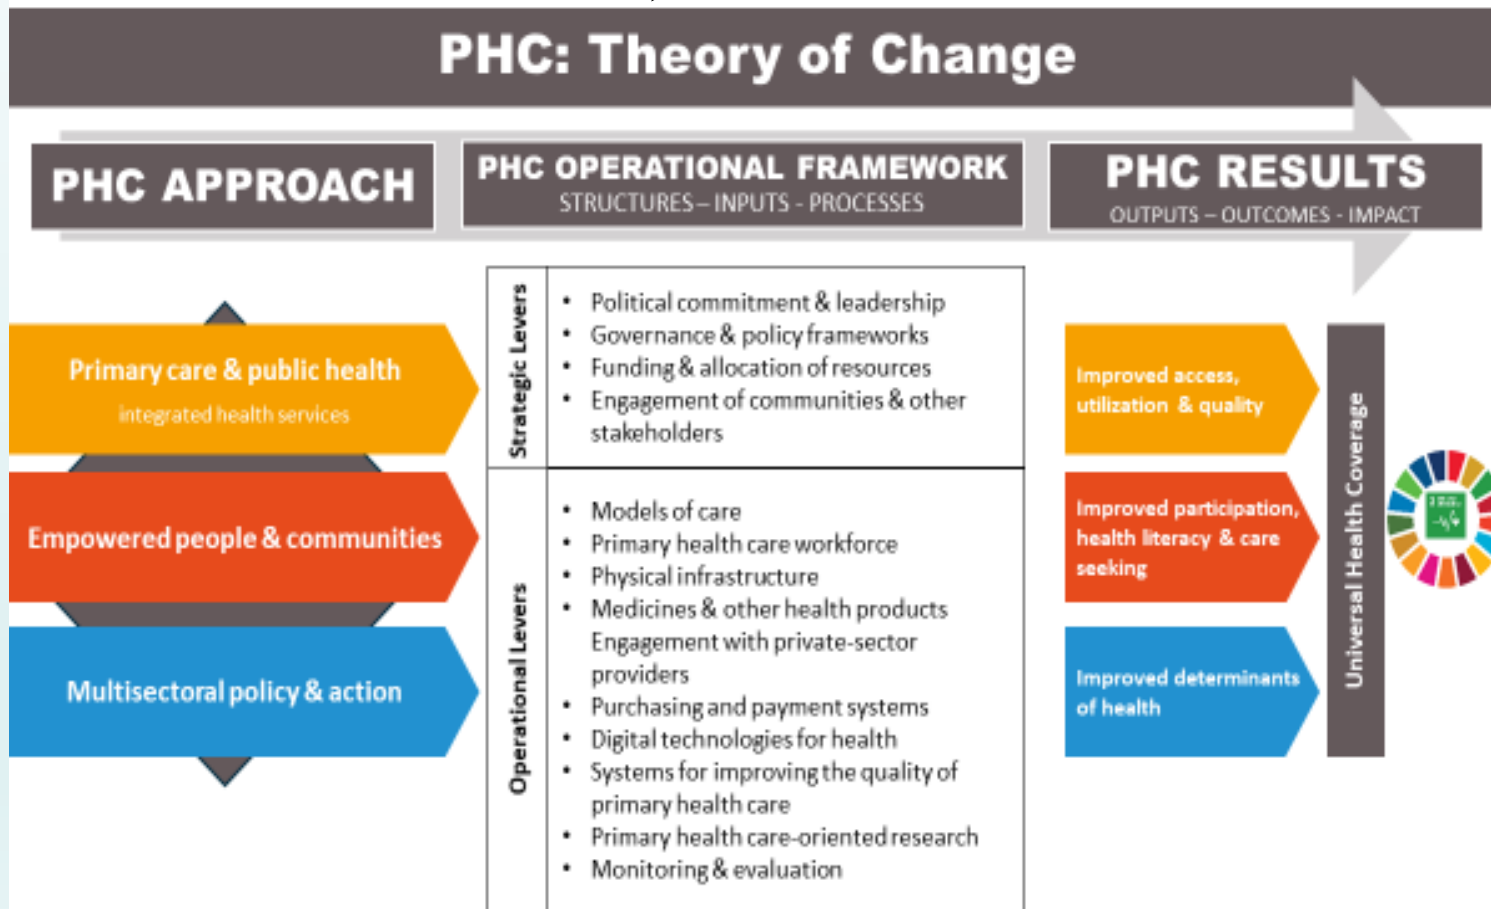 PHC: Theory of Change
PHC APPROACH
PHC OPERATIONAL FRAMEWORK
STRUCTURES – INPUTS - PROCESSES
PHC RESULTS
OUTPUTS – OUTCOMES - IMPACT
Primary care & public health
integrated health services
Empowered people & communities
Multisectoral policy & action
Strategic Levers
• Political commitment & leadership
• Governance & policy frameworks
• Funding & allocation of resources
• Engagement of communities & other
stakeholders
Operational Levers
• Models of care
• Primary health care workforce
• Physical infrastructure
• Medicines & other health products
Engagement with private-sector
providers
• Purchasing and payment systems
• Digital technologies for health
• Systems for improving the quality of
primary health care
• Primary health care-oriented research
• Monitoring & evaluation
Improved access,
utilization & quality
Improved participation,
health literacy & care
seeking
Improved determinants
of health
Universal Health Coverage